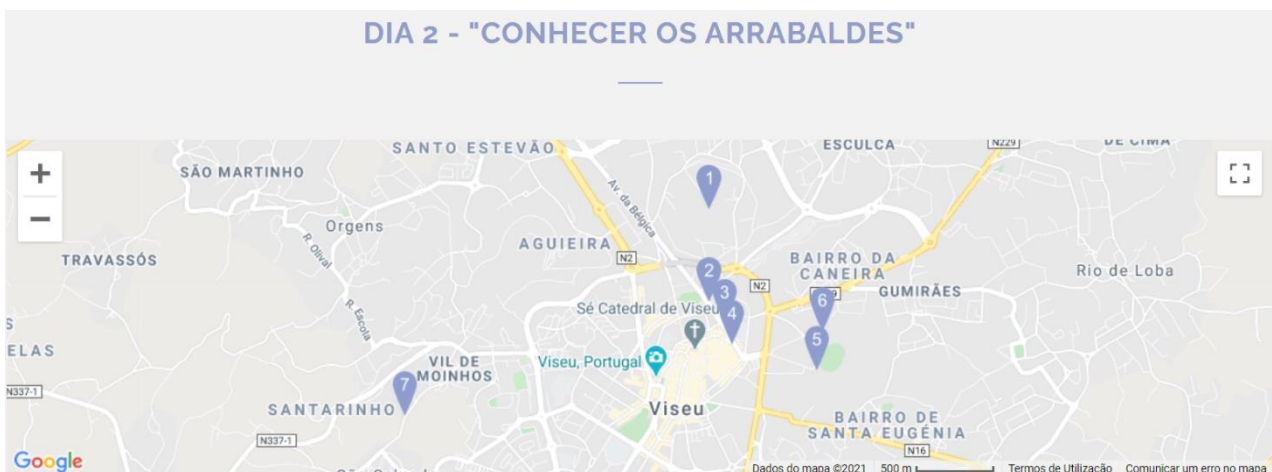 DIA 2 - "CONHECER OS ARRABALDES"
+
−
SANTO ESTEVÃO
ESCULCA
N229
DE CIMA
SÃO MARTINHO
Av. da Bélgica
1
Orgens
R. Olival
AGUIEIRA
N2
TRAVASSÓS
BAIRRO DA
CANEIRA
Rio de Loba
2
N2
3
GUMIRÃES
6
Sé Catedral de Viseu
4
R. Escola
5
ELAS
VIL DE
MOINHOS
Viseu, Portugal
N337-1
7
SANTARINHO
Viseu
BAIRRO DE
SANTA EUGÉNIA
N337-1
N16
Google
Dados do mapa ©2021
500 m
Termos de Utilização
Comunicar um erro no mapa